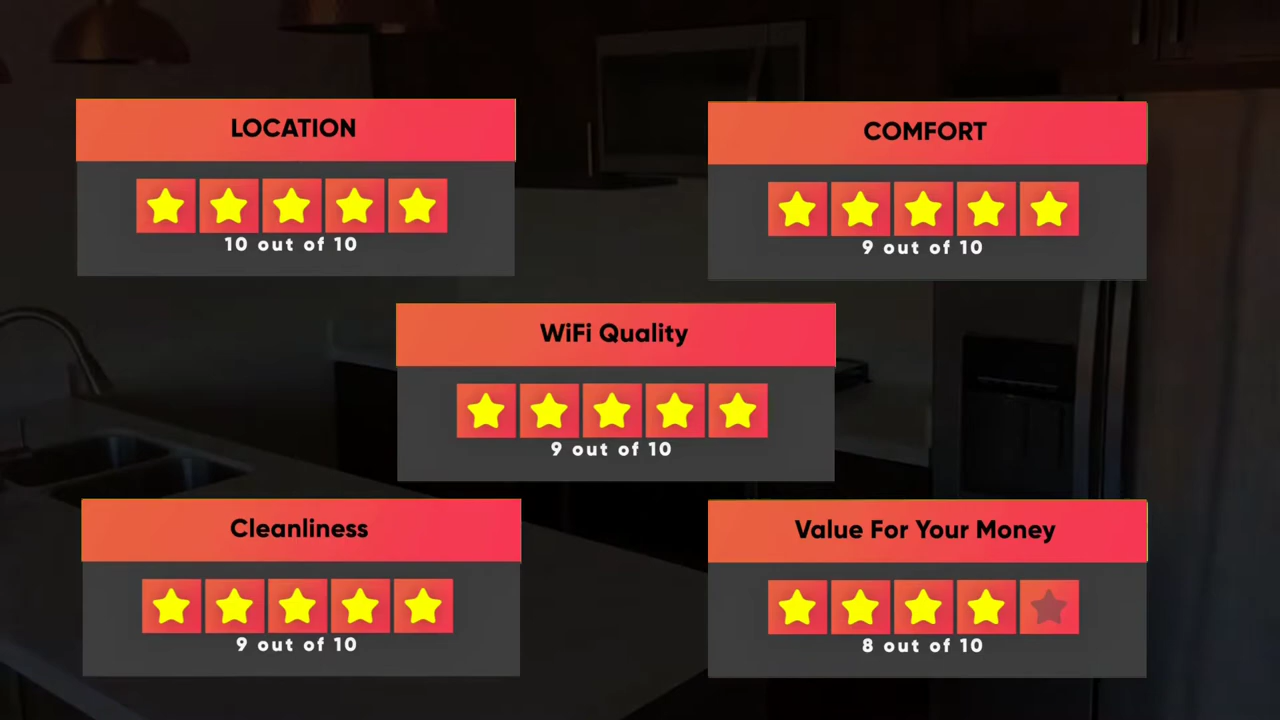 LOCATION
10 out of 10
COMFORT
9 out of 10
WiFi Quality
9 out of 10
Cleanliness
9 out of 10
Value For Your Money
8 out of 10